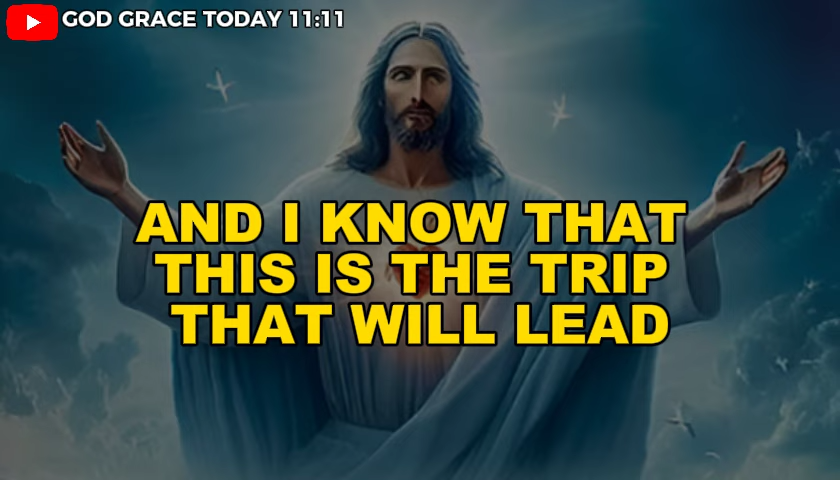 GOD GRACE TODAY 11:11
AND I KNOW THAT
THIS IS THE TRIP
THAT WILL LEAD